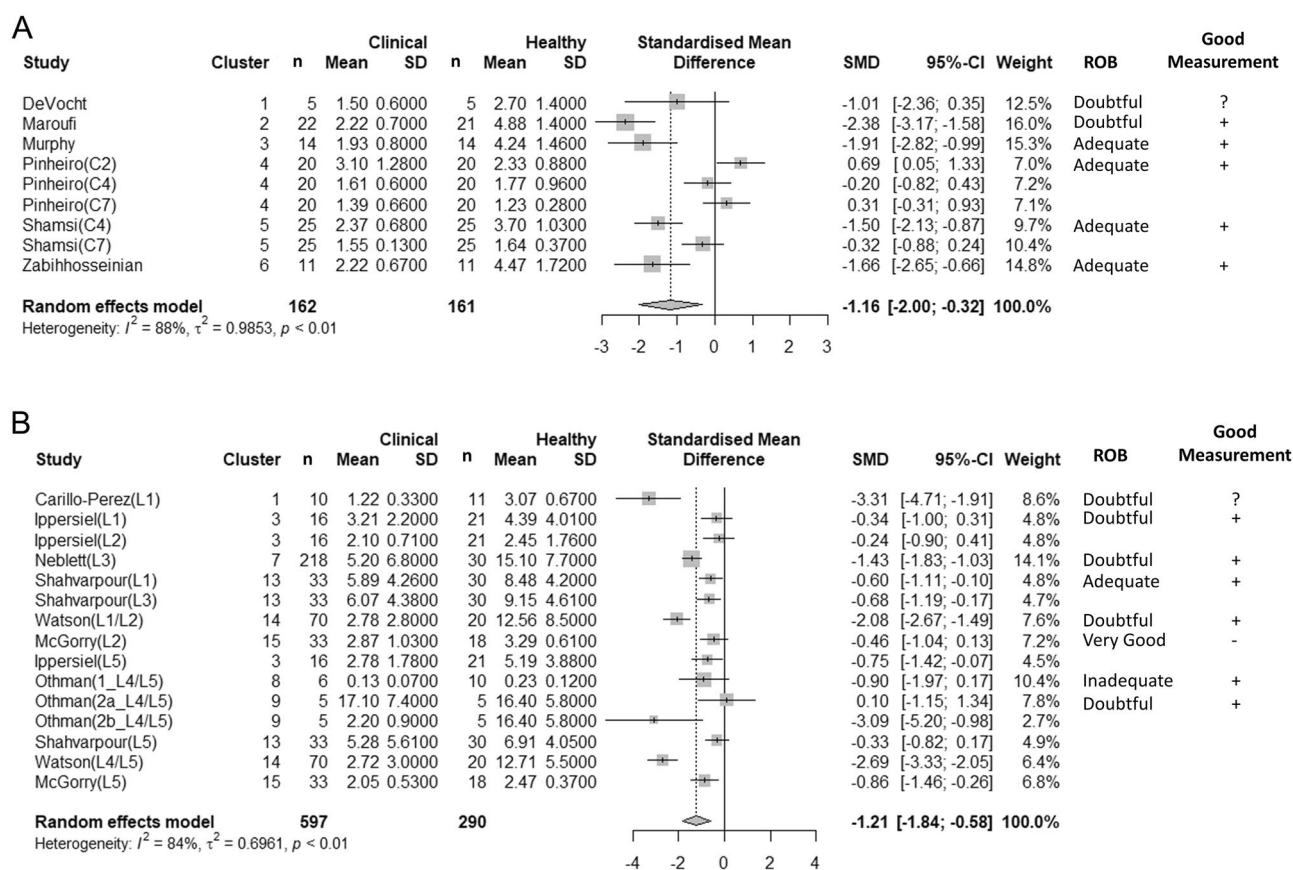 A
Clinical Healthy Standardised Mean Good
Study Cluster n Mean SD n Mean SD Difference SMD 95%-CI Weight ROB Measurement
DeVocht 1 5 1.50 0.6000 5 2.70 1.4000 -1.01 [-2.36; 0.35] 12.5% Doubtful ?
Maroufi 2 22 2.22 0.7000 21 4.88 1.4000 -2.38 [-3.17; -1.58] 16.0% Doubtful +
Murphy 3 14 1.93 0.8000 14 4.24 1.4600 -1.91 [-2.82; -0.99] 15.3% Adequate +
Pinheiro(C2) 4 20 3.10 1.2800 20 2.33 0.8800 0.69 [0.05; 1.33] 7.0% Adequate +
Pinheiro(C4) 4 20 1.61 0.6000 20 1.77 0.9600 -0.20 [-0.82; 0.43] 7.2%
Pinheiro(C7) 4 20 1.39 0.6600 20 1.23 0.2800 0.31 [-0.31; 0.93] 7.1%
Shamsi(C4) 5 25 2.37 0.6800 25 3.70 1.0300 -1.50 [-2.13; -0.87] 9.7% Adequate +
Shamsi(C7) 5 25 1.55 0.1300 25 1.64 0.3700 -0.32 [-0.88; 0.24] 10.4%
Zabihhosseinian 6 11 2.22 0.6700 11 4.47 1.7200 -1.66 [-2.65; -0.66] 14.8% Adequate +
Random effects model 162 161 -1.16 [-2.00; -0.32] 100.0%
Heterogeneity: I² = 88%, τ² = 0.9853, p < 0.01
-3 -2 -1 0 1 2 3
B
Clinical Healthy Standardised Mean Good
Study Cluster n Mean SD n Mean SD Difference SMD 95%-CI Weight ROB Measurement
Carillo-Perez(L1) 1 10 1.22 0.3300 11 3.07 0.6700 -3.31 [-4.71; -1.91] 8.6% Doubtful ?
Ippersiel(L1) 3 16 3.21 2.2000 21 4.39 4.0100 -0.34 [-1.00; 0.31] 4.8% Doubtful +
Ippersiel(L2) 3 16 2.10 0.7100 21 2.45 1.7600 -0.24 [-0.90; 0.41] 4.8%
Neblett(L3) 7 218 5.20 6.8000 30 15.10 7.7000 -1.43 [-1.83; -1.03] 14.1% Doubtful +
Shahvarpour(L1) 13 33 5.89 4.2600 30 8.48 4.2000 -0.60 [-1.11; -0.10] 4.8% Adequate +
Shahvarpour(L3) 13 33 6.07 4.3800 30 9.15 4.6100 -0.68 [-1.19; -0.17] 4.7%
Watson(L1/L2) 14 70 2.78 2.8000 20 12.56 8.5000 -2.08 [-2.67; -1.49] 7.6% Doubtful +
McGorry(L2) 15 33 2.87 1.0300 18 3.29 0.6100 -0.46 [-1.04; 0.13] 7.2% Very Good -
Ippersiel(L5) 3 16 2.78 1.7800 21 5.19 3.8800 -0.75 [-1.42; -0.07] 4.5%
Othman(1_L4/L5) 8 6 0.13 0.0700 10 0.23 0.1200 -0.90 [-1.97; 0.17] 10.4% Inadequate +
Othman(2a_L4/L5) 9 5 17.10 7.4000 5 16.40 5.8000 0.10 [-1.15; 1.34] 7.8% Doubtful +
Othman(2b_L4/L5) 9 5 2.20 0.9000 5 16.40 5.8000 -3.09 [-5.20; -0.98] 2.7%
Shahvarpour(L5) 13 33 5.28 5.6100 30 6.91 4.0500 -0.33 [-0.82; 0.17] 4.9%
Watson(L4/L5) 14 70 2.72 3.0000 20 12.71 5.5000 -2.69 [-3.33; -2.05] 6.4%
McGorry(L5) 15 33 2.05 0.5300 18 2.47 0.3700 -0.86 [-1.46; -0.26] 6.8%
Random effects model 597 290 -1.21 [-1.84; -0.58] 100.0%
Heterogeneity: I² = 84%, τ² = 0.6961, p < 0.01
-4 -2 0 2 4